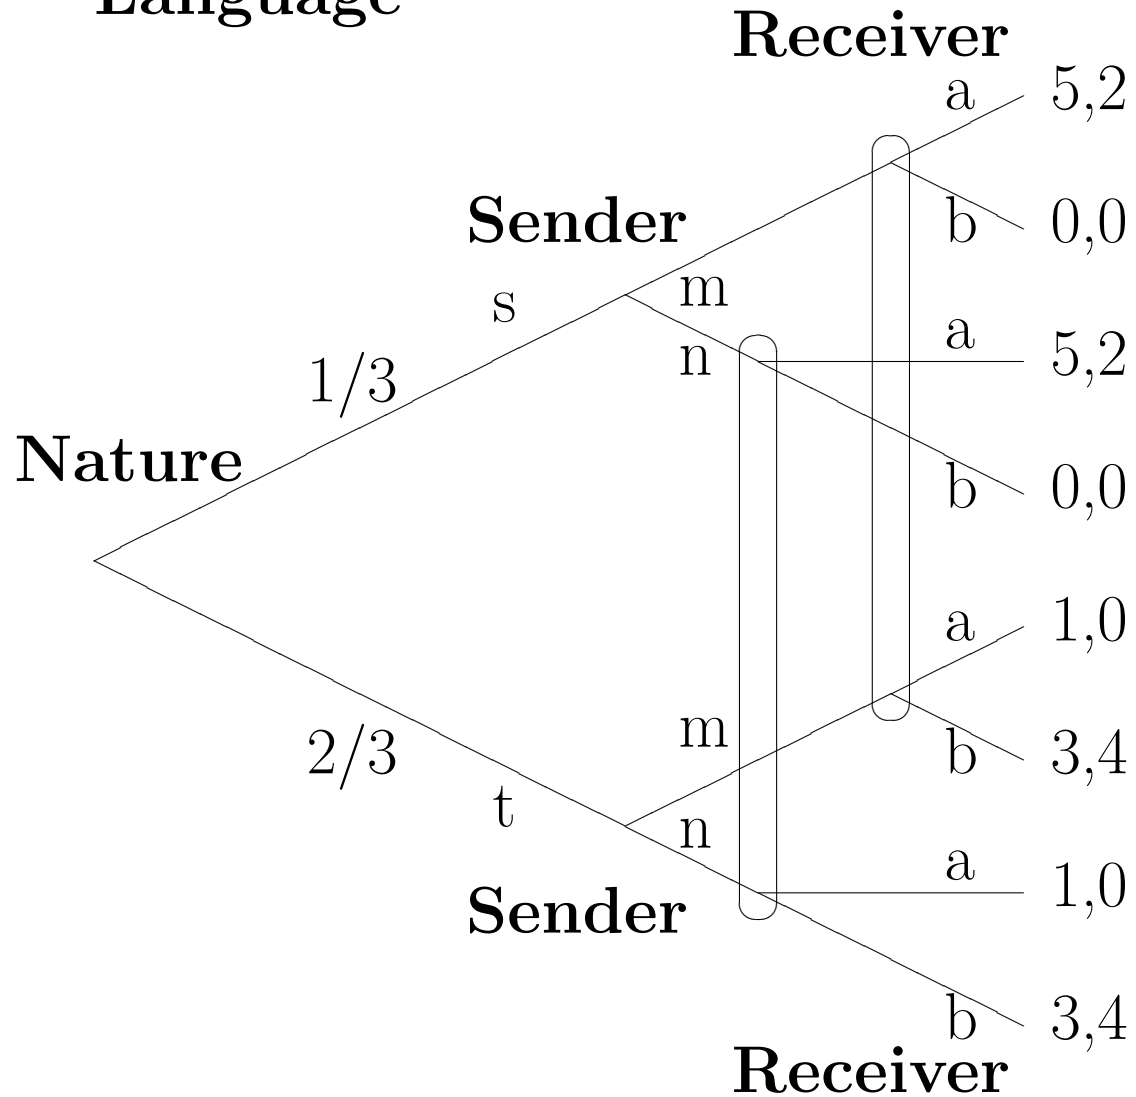 Language
Receiver
a 5,2
Sender
b 0,0
s
m
a
n 5,2
1/3
Nature
b 0,0
a 1,0
m
2/3
b 3,4
t
n
a 1,0
Sender
b 3,4
Receiver